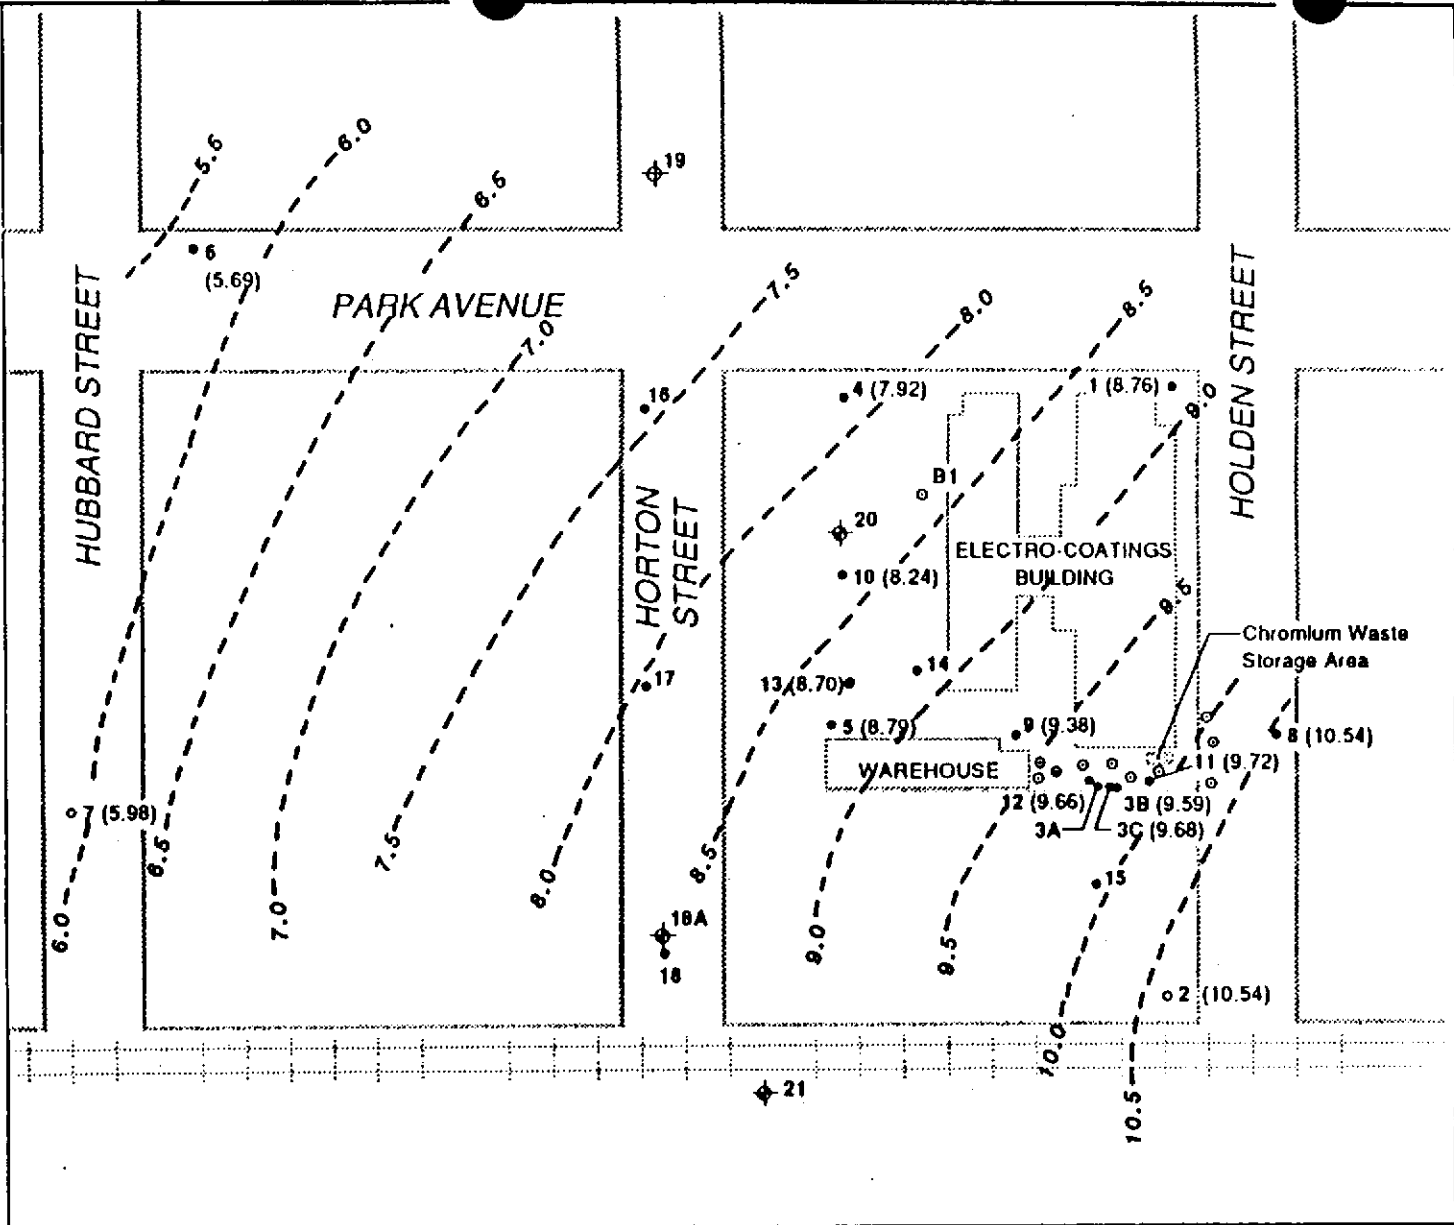 5.6
6.0
6.6
19
6
(5.69)
HUBBARD STREET
PARK AVENUE
7.0
7.5
8.0
8.5
HOLDEN STREET
16
4 (7.92)
1 (8.76)
9.0
B1
20
HORTON
STREET
ELECTRO-COATINGS
BUILDING
10 (8.24)
9.5
Chromium Waste
Storage Area
17
13 (8.70)
14
5 (8.79)
9 (9.38)
8 (10.54)
11 (9.72)
WAREHOUSE
7 (5.98)
12 (9.66)
3B (9.59)
3A
3C (9.68)
6.5
7.5
8.0
8.5
15
6.0
7.0
18A
9.0
9.5
18
2 (10.54)
10.0
21
10.5